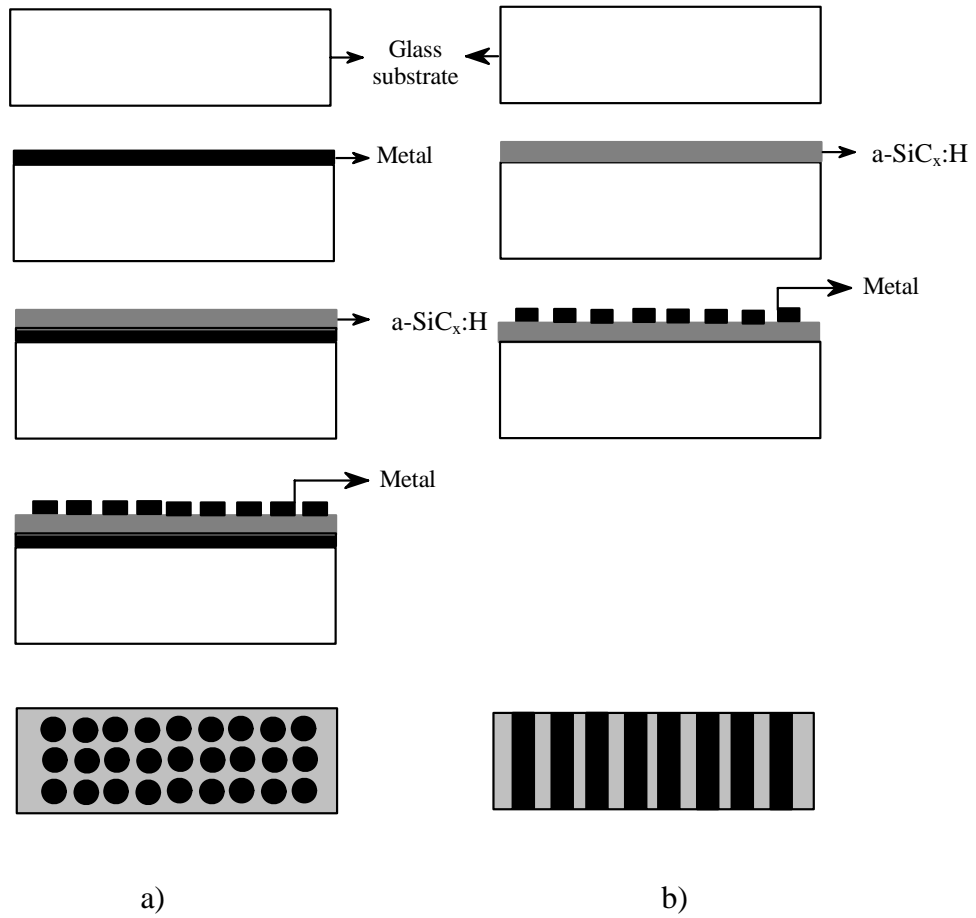 Glass
substrate
Metal
a-SiCₓ:H
a-SiCₓ:H
Metal
Metal
a)
b)